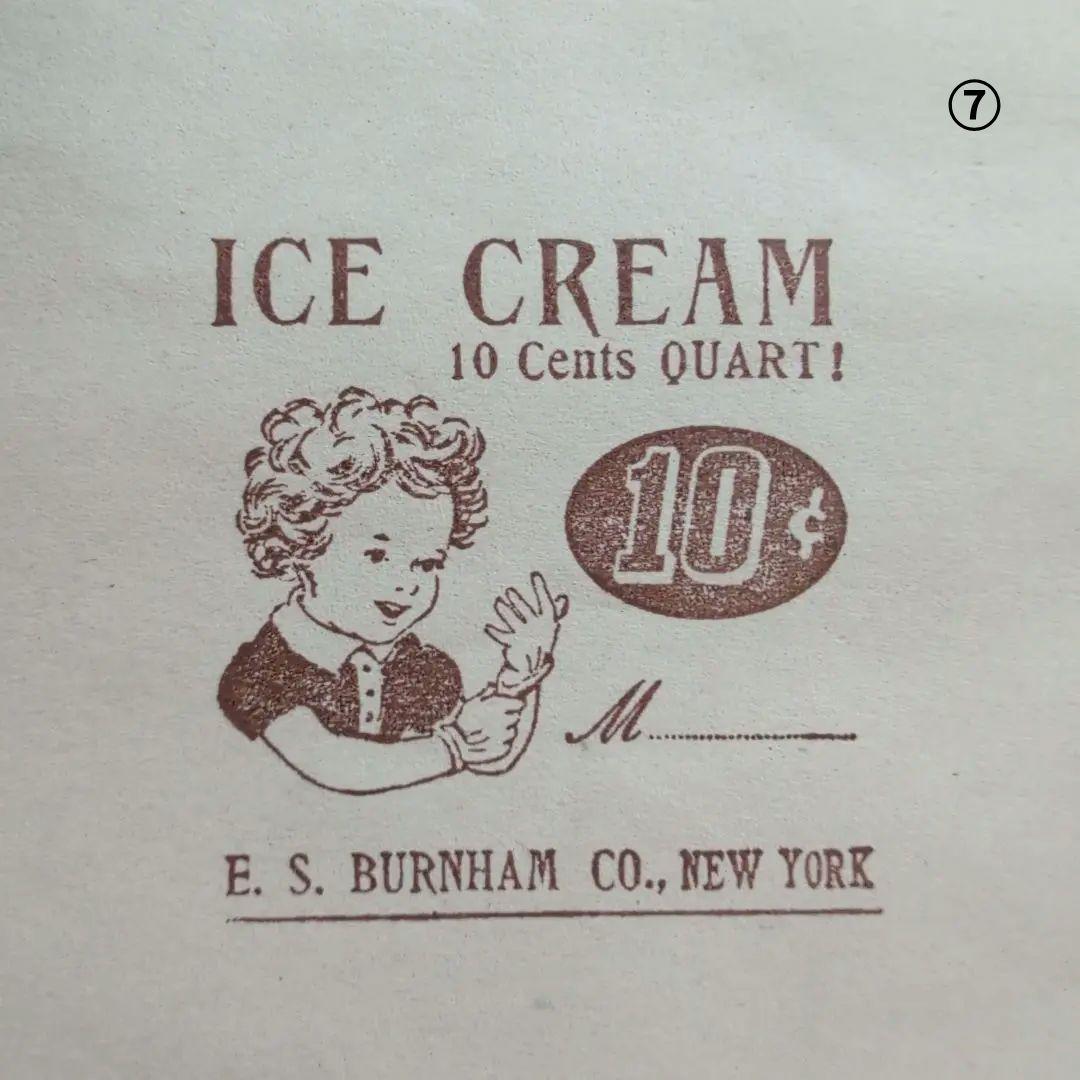 ⑦
ICE CREAM
10 Cents QUART!
10¢
M
E. S. BURNHAM CO., NEW YORK